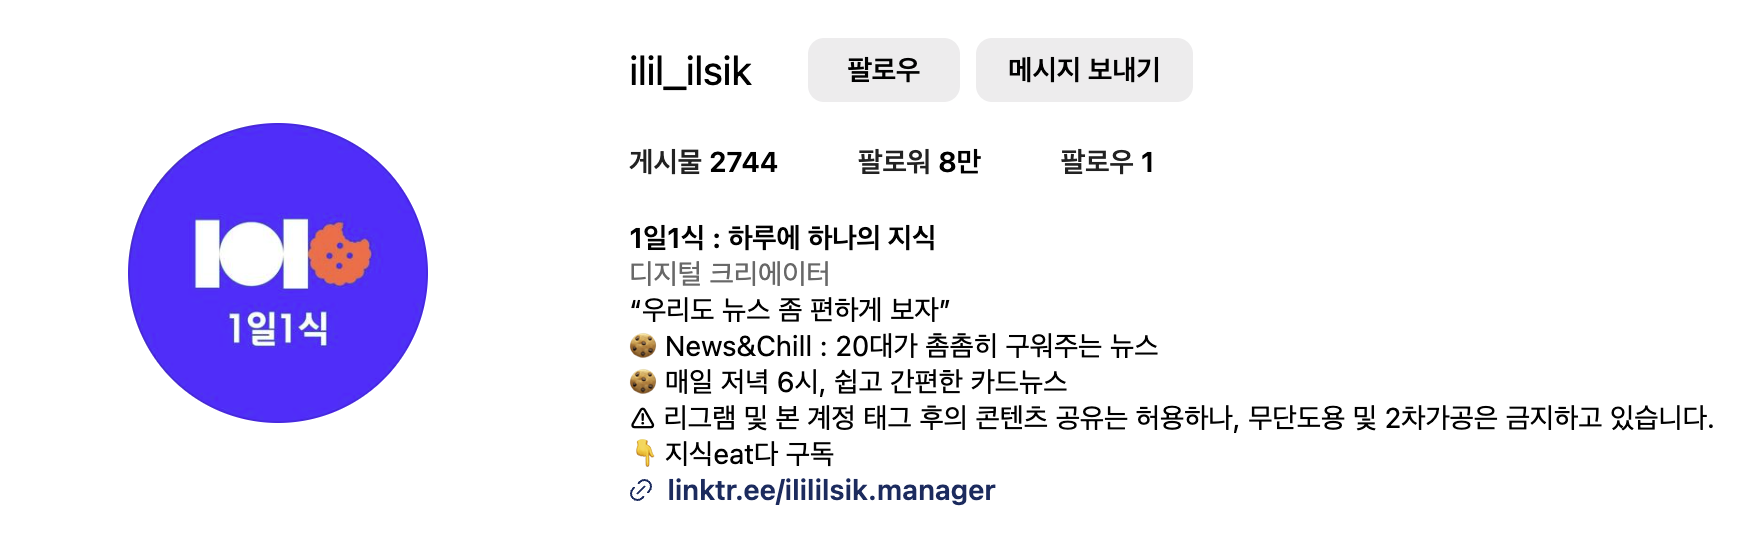 ilil_ilsik 팔로우 메시지 보내기
게시물 2744 팔로워 8만 팔로우 1
1일1식
1일1식 : 하루에 하나의 지식
디지털 크리에이터
“우리도 뉴스 좀 편하게 보자”
🍪 News&Chill : 20대가 촘촘히 구워주는 뉴스
🍪 매일 저녁 6시, 쉽고 간편한 카드뉴스
⚠️ 리그램 및 본 계정 태그 후의 콘텐츠 공유는 허용하나, 무단도용 및 2차가공은 금지하고 있습니다.
👇 지식eat다 구독
linktr.ee/ilililsik.manager